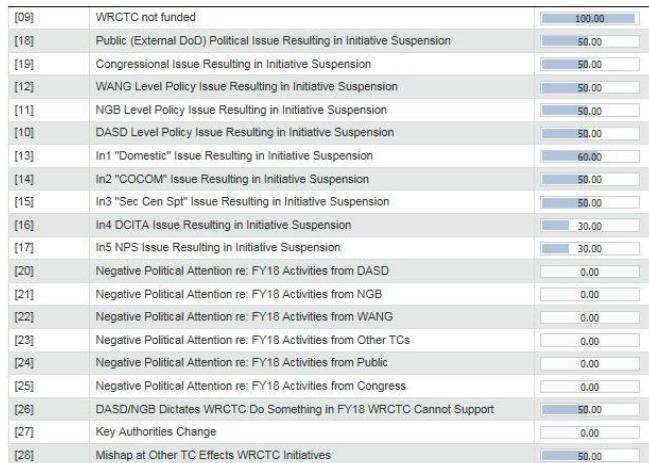 [09] WRCTC not funded 100.00
[18] Public (External DoD) Political Issue Resulting in Initiative Suspension 50.00
[19] Congressional Issue Resulting in Initiative Suspension 50.00
[12] WANG Level Policy Issue Resulting in Initiative Suspension 50.00
[11] NGB Level Policy Issue Resulting in Initiative Suspension 50.00
[10] DASD Level Policy Issue Resulting in Initiative Suspension 50.00
[13] In1 "Domestic" Issue Resulting in Initiative Suspension 60.00
[14] In2 "COCOM" Issue Resulting in Initiative Suspension 50.00
[15] In3 "Sec Cen Spt" Issue Resulting in Initiative Suspension 50.00
[16] In4 DCITA Issue Resulting in Initiative Suspension 30.00
[17] In5 NPS Issue Resulting in Initiative Suspension 30.00
[20] Negative Political Attention re: FY18 Activities from DASD 0.00
[21] Negative Political Attention re: FY18 Activities from NGB 0.00
[22] Negative Political Attention re: FY18 Activities from WANG 0.00
[23] Negative Political Attention re: FY18 Activities from Other TCs 0.00
[24] Negative Political Attention re: FY18 Activities from Public 0.00
[25] Negative Political Attention re: FY18 Activities from Congress 0.00
[26] DASD/NGB Dictates WRCTC Do Something in FY18 WRCTC Cannot Support 50.00
[27] Key Authorities Change 0.00
[28] Mishap at Other TC Effects WRCTC Initiatives 50.00